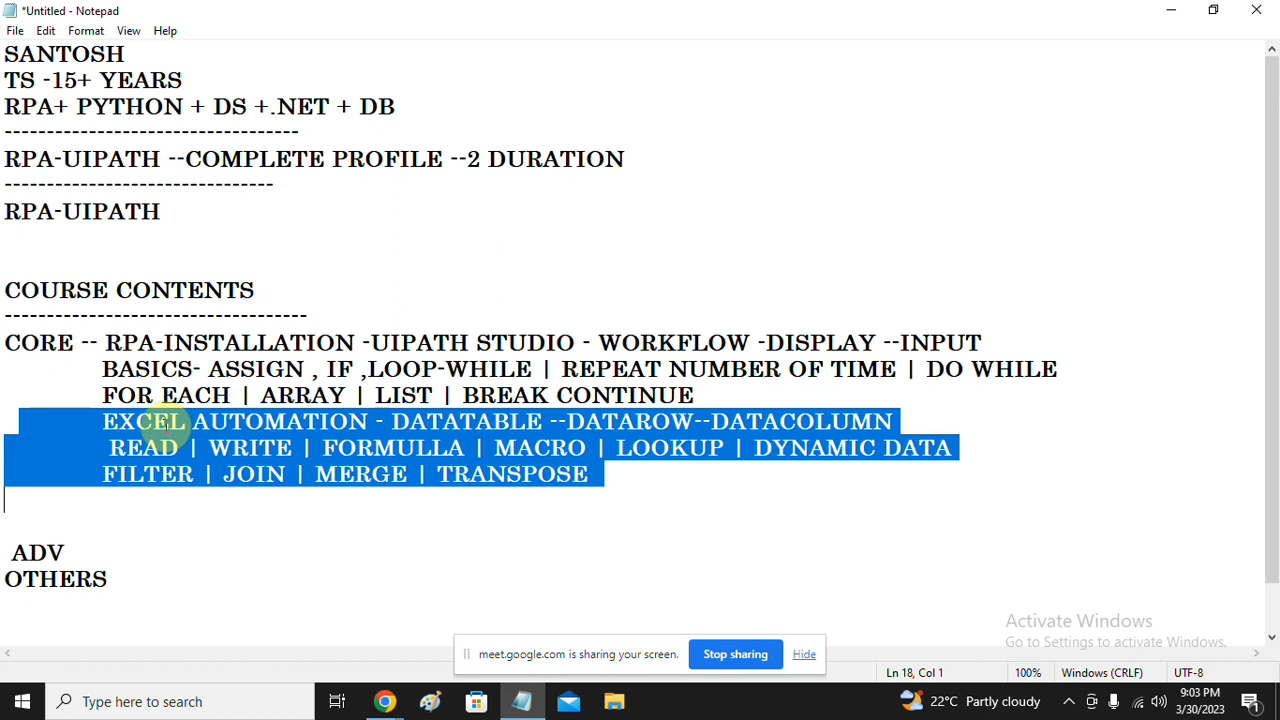 *Untitled - Notepad
File Edit Format View Help
SANTOSH
TS -15+ YEARS
RPA+ PYTHON + DS +.NET + DB
-----------------------------------
RPA-UIPATH --COMPLETE PROFILE --2 DURATION
--------------------------------
RPA-UIPATH
COURSE CONTENTS
------------------------------------
CORE -- RPA-INSTALLATION -UIPATH STUDIO - WORKFLOW -DISPLAY --INPUT
BASICS- ASSIGN , IF ,LOOP-WHILE | REPEAT NUMBER OF TIME | DO WHILE
FOR EACH | ARRAY | LIST | BREAK CONTINUE
EXCEL AUTOMATION - DATATABLE --DATAROW--DATACOLUMN
READ | WRITE | FORMULLA | MACRO | LOOKUP | DYNAMIC DATA
FILTER | JOIN | MERGE | TRANSPOSE
ADV
OTHERS
Activate Windows
Go to Settings to activate Windows.
meet.google.com is sharing your screen. Stop sharing Hide
Ln 18, Col 1 100% Windows (CRLF) UTF-8
Type here to search 22°C Partly cloudy 9:03 PM
3/30/2023 1